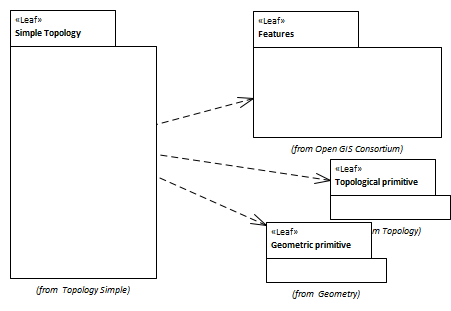 «Leaf»
Simple Topology
(from Topology Simple)
«Leaf»
Features
(from Open GIS Consortium)
«Leaf»
Topological primitive
Topology)
«Leaf»
Geometric primitive
(from Geometry)